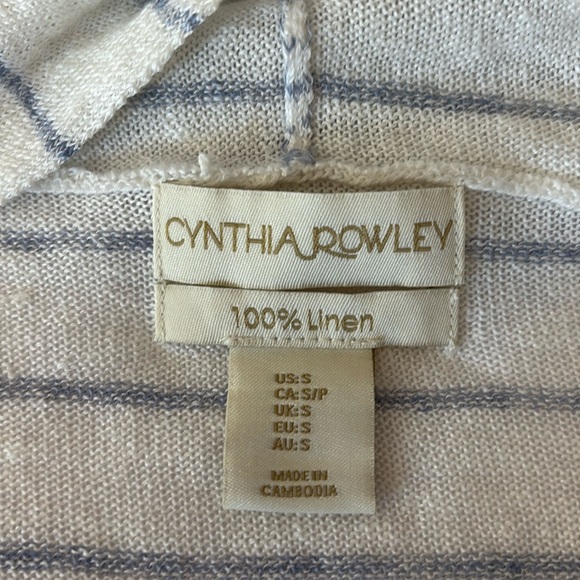 CYNTHIA ROWLEY
100% Linen
US: S
CA: S/P
UK: S
EU: S
AU: S
MADE IN
CAMBODIA